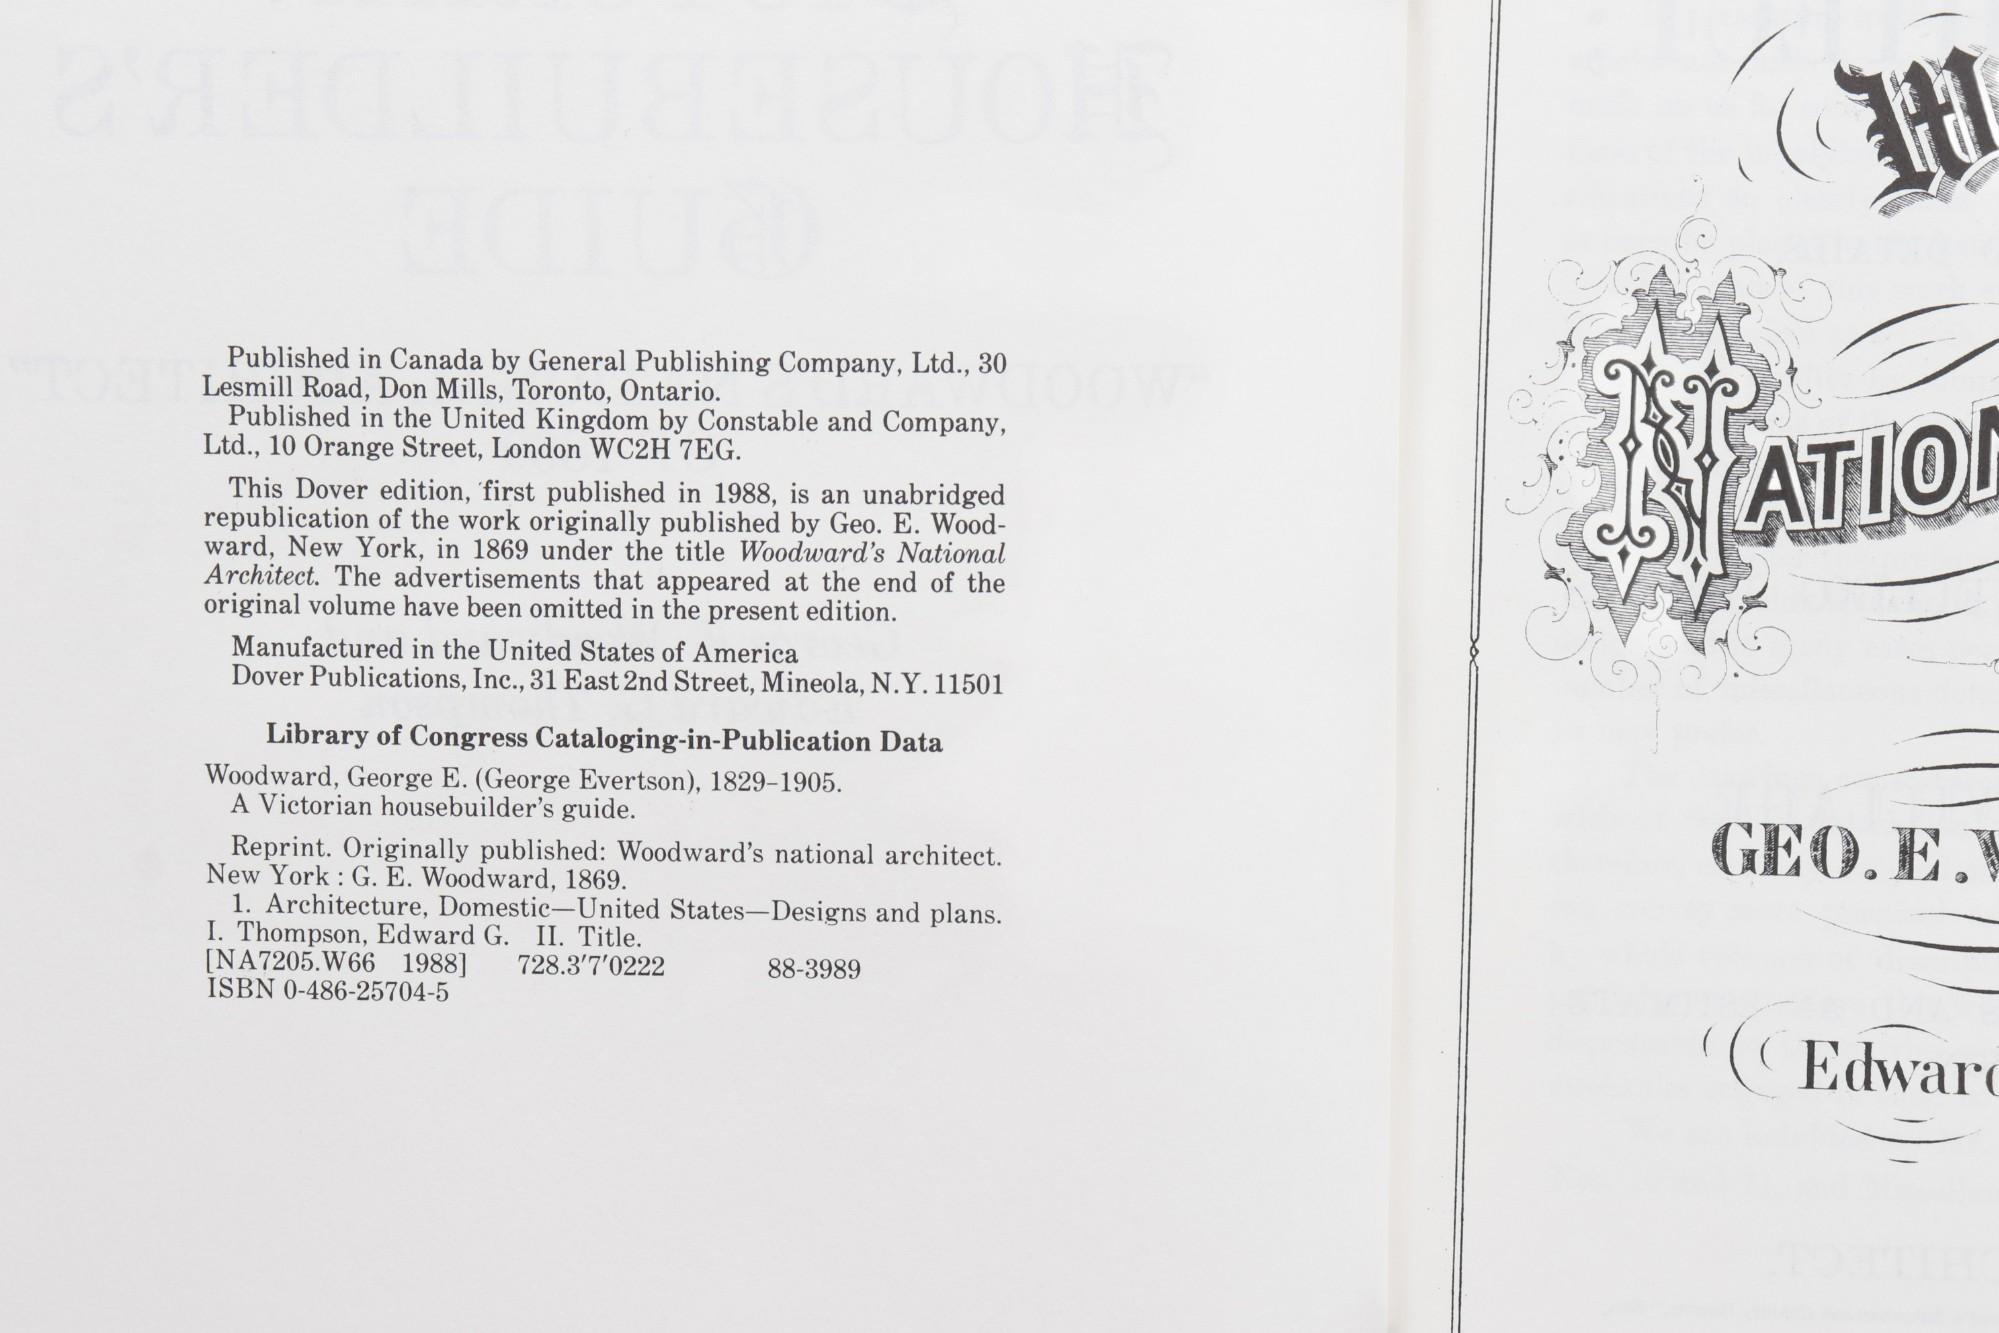 Published in Canada by General Publishing Company, Ltd., 30
Lesmill Road, Don Mills, Toronto, Ontario.
Published in the United Kingdom by Constable and Company,
Ltd., 10 Orange Street, London WC2H 7EG.
This Dover edition, first published in 1988, is an unabridged
republication of the work originally published by Geo. E. Wood-
ward, New York, in 1869 under the title Woodward's National
Architect. The advertisements that appeared at the end of the
original volume have been omitted in the present edition.
Manufactured in the United States of America
Dover Publications, Inc., 31 East 2nd Street, Mineola, N.Y. 11501
Library of Congress Cataloging-in-Publication Data
Woodward, George E. (George Evertson), 1829–1905.
A Victorian housebuilder's guide.
Reprint. Originally published: Woodward's national architect.
New York : G. E. Woodward, 1869.
1. Architecture, Domestic—United States—Designs and plans.
I. Thompson, Edward G. II. Title.
[NA7205.W66 1988] 728.3′7′0222 88-3989
ISBN 0-486-25704-5
W
NATION
GEO. E. W
Edward